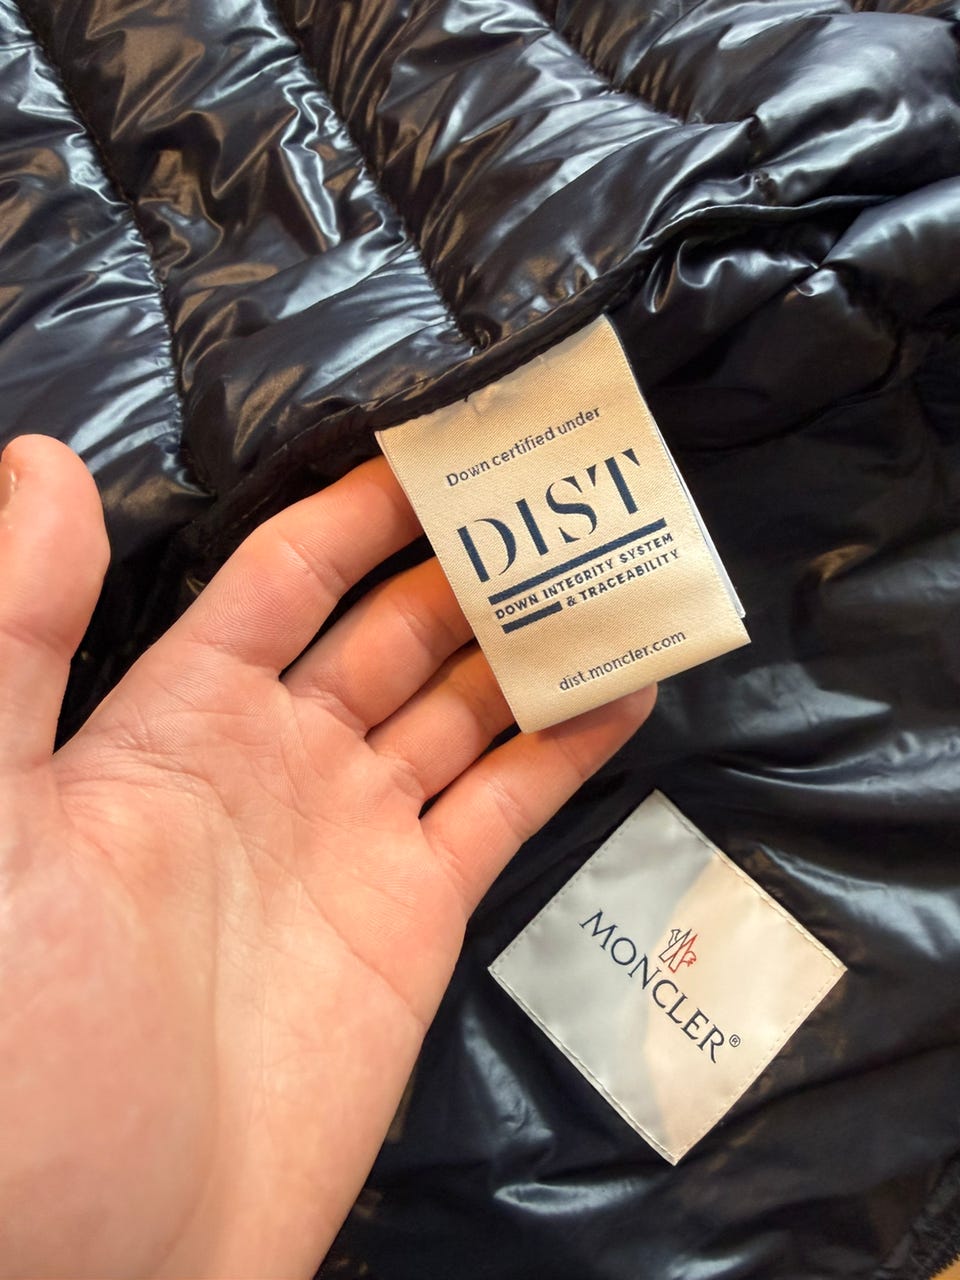 Down certified under
DIST
DOWN INTEGRITY SYSTEM
& TRACEABILITY
dist.moncler.com
MONCLER®